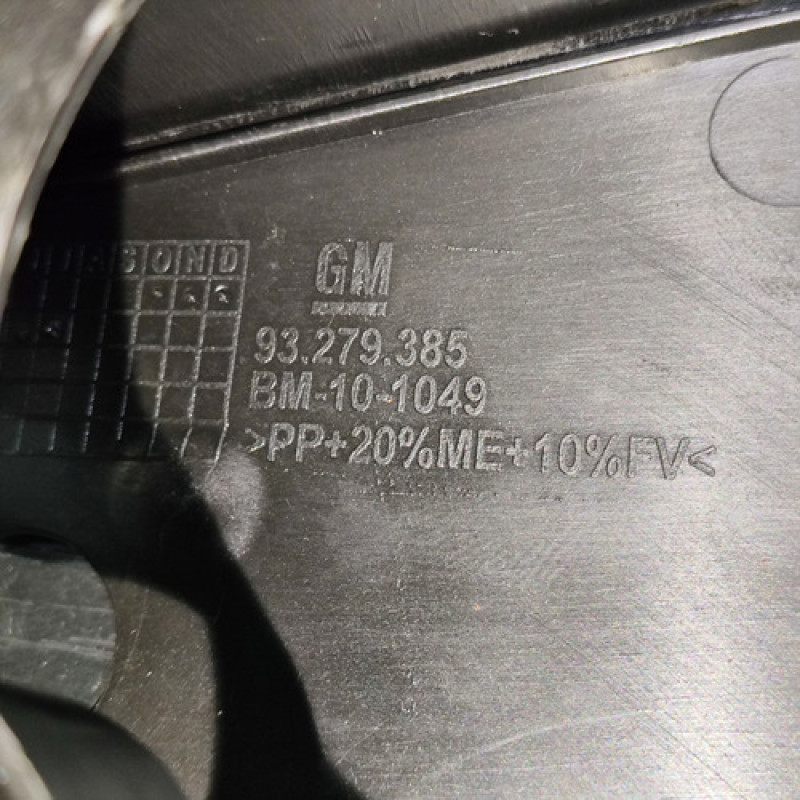 J J A S O N D
GM
93.279.385
BM-10-1049
>PP+20%ME+10%FV<